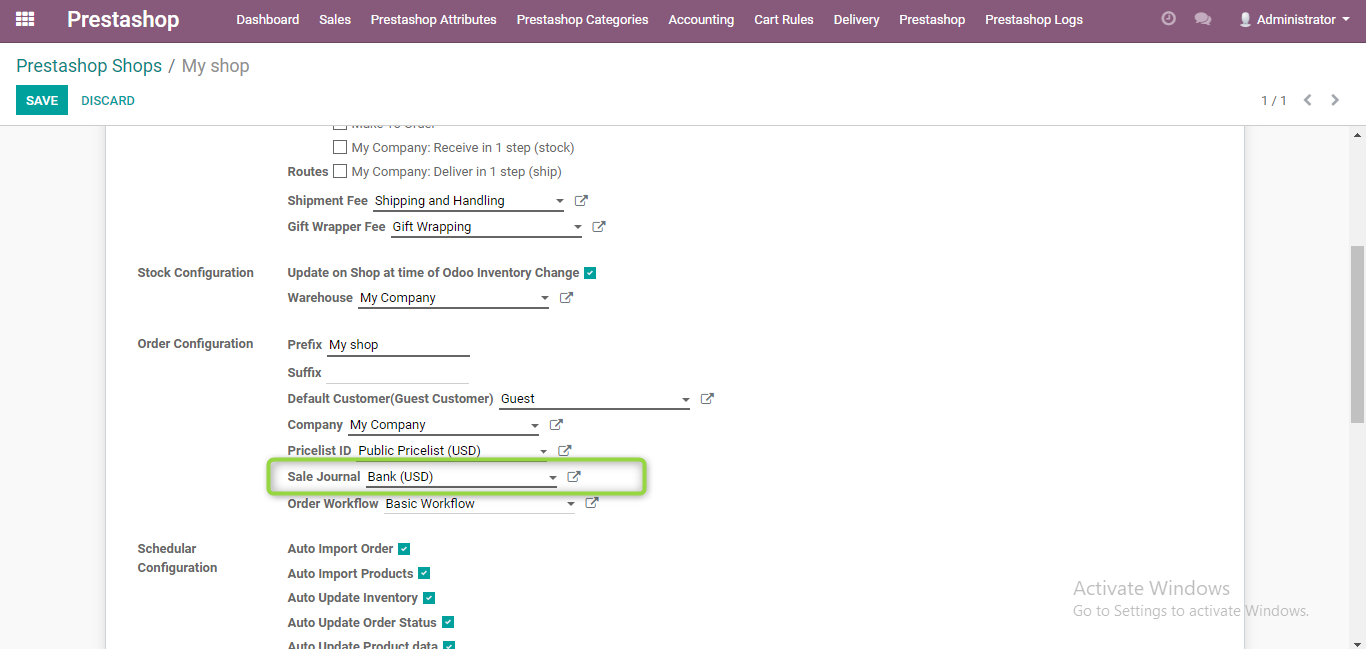 Prestashop Dashboard Sales Prestashop Attributes Prestashop Categories Accounting Cart Rules Delivery Prestashop Prestashop Logs Administrator
Prestashop Shops / My shop
SAVE DISCARD 1 / 1
Make To Order
My Company: Receive in 1 step (stock)
Routes My Company: Deliver in 1 step (ship)
Shipment Fee Shipping and Handling
Gift Wrapper Fee Gift Wrapping
Stock Configuration Update on Shop at time of Odoo Inventory Change
Warehouse My Company
Order Configuration Prefix My shop
Suffix
Default Customer(Guest Customer) Guest
Company My Company
Pricelist ID Public Pricelist (USD)
Sale Journal Bank (USD)
Order Workflow Basic Workflow
Schedular Auto Import Order
Configuration
Auto Import Products
Auto Update Inventory
Auto Update Order Status
Auto Update Product data
Activate Windows
Go to Settings to activate Windows.